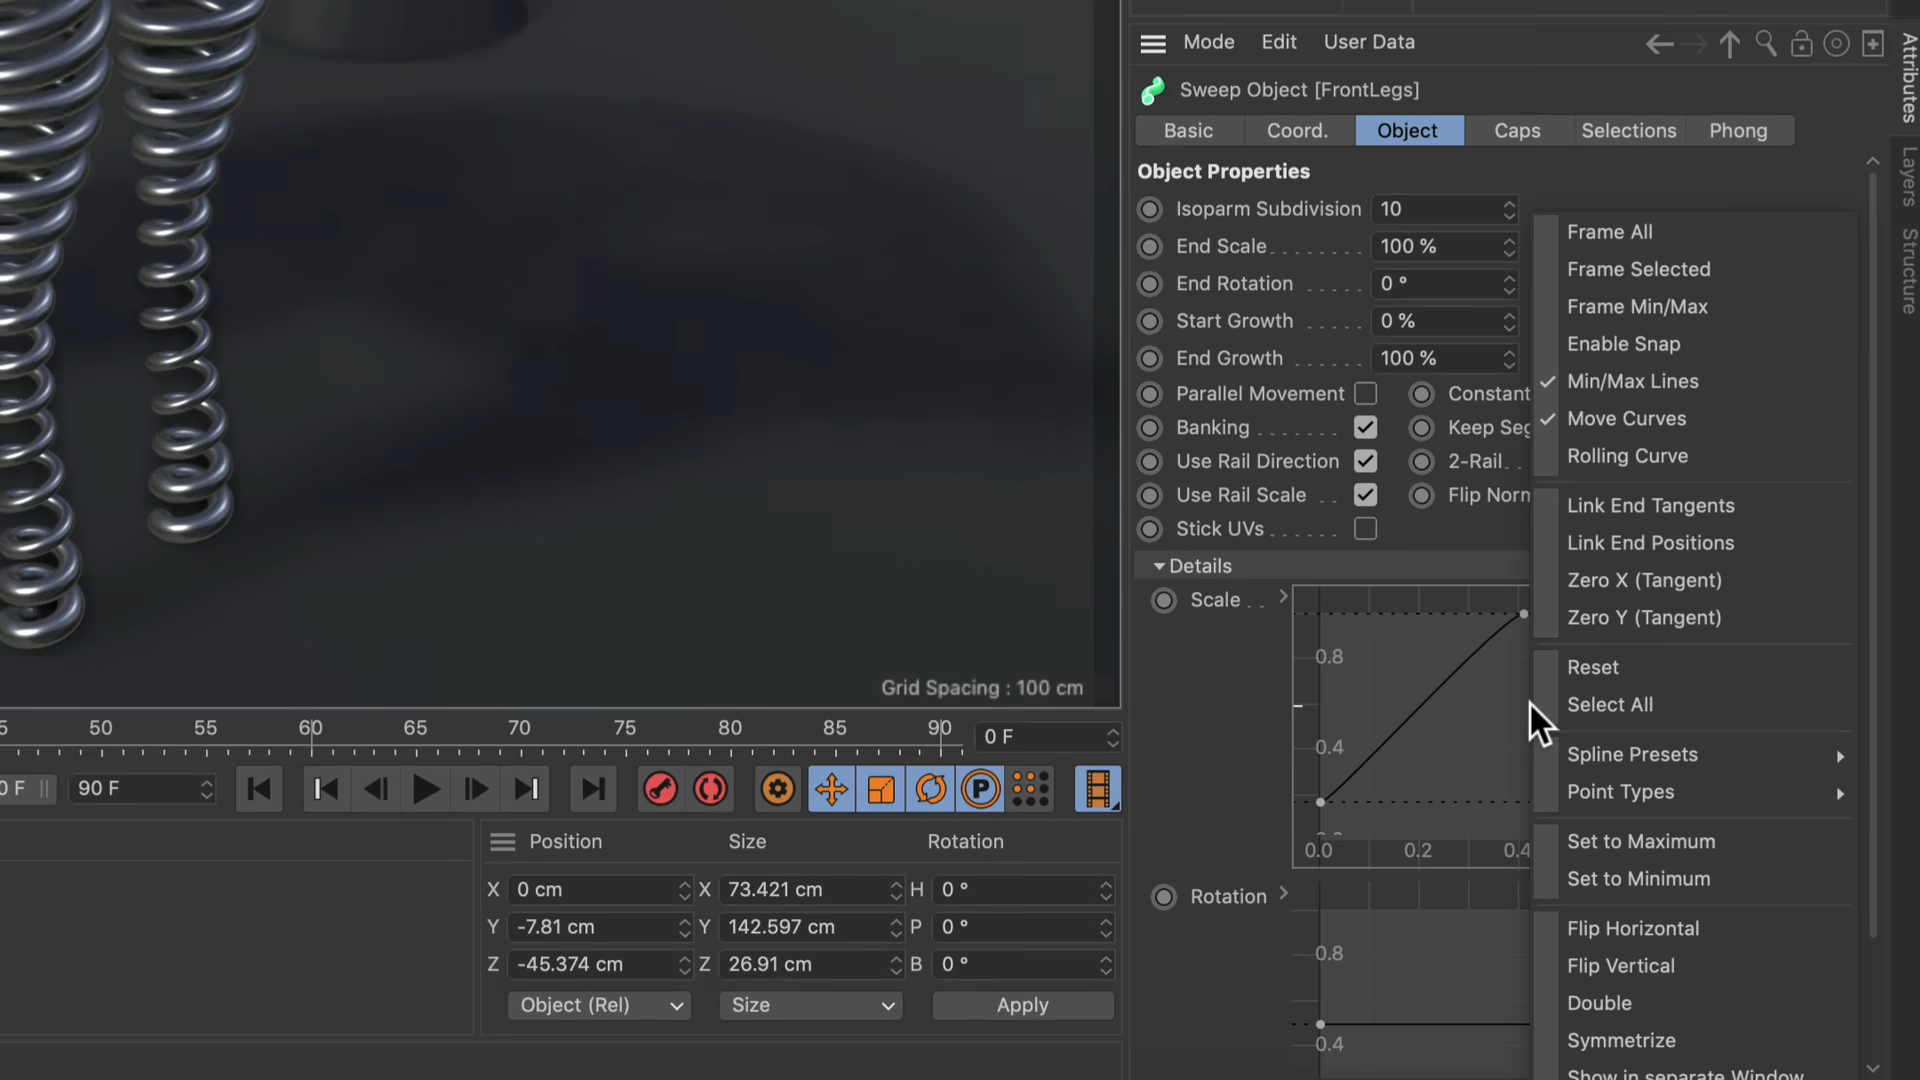 Mode Edit User Data
Sweep Object [FrontLegs]
Basic Coord. Object Caps Selections Phong
Object Properties
Isoparm Subdivision 10
End Scale 100 %
End Rotation 0 °
Start Growth 0 %
End Growth 100 %
Parallel Movement Constant
Banking Keep Seg
Use Rail Direction 2-Rail
Use Rail Scale Flip Norm
Stick UVs
Details
Scale
0.8
0.4
0.0 0.2 0.4
Rotation
0.8
0.4
Frame All
Frame Selected
Frame Min/Max
Enable Snap
Min/Max Lines
Move Curves
Rolling Curve
Link End Tangents
Link End Positions
Zero X (Tangent)
Zero Y (Tangent)
Reset
Select All
Spline Presets
Point Types
Set to Maximum
Set to Minimum
Flip Horizontal
Flip Vertical
Double
Symmetrize
Show in separate Window
Attributes
Layers
Structure
Grid Spacing : 100 cm
5 50 55 60 65 70 75 80 85 90 0 F
0 F 90 F
P
Position Size Rotation
X 0 cm X 73.421 cm H 0 °
Y -7.81 cm Y 142.597 cm P 0 °
Z -45.374 cm Z 26.91 cm B 0 °
Object (Rel) Size Apply